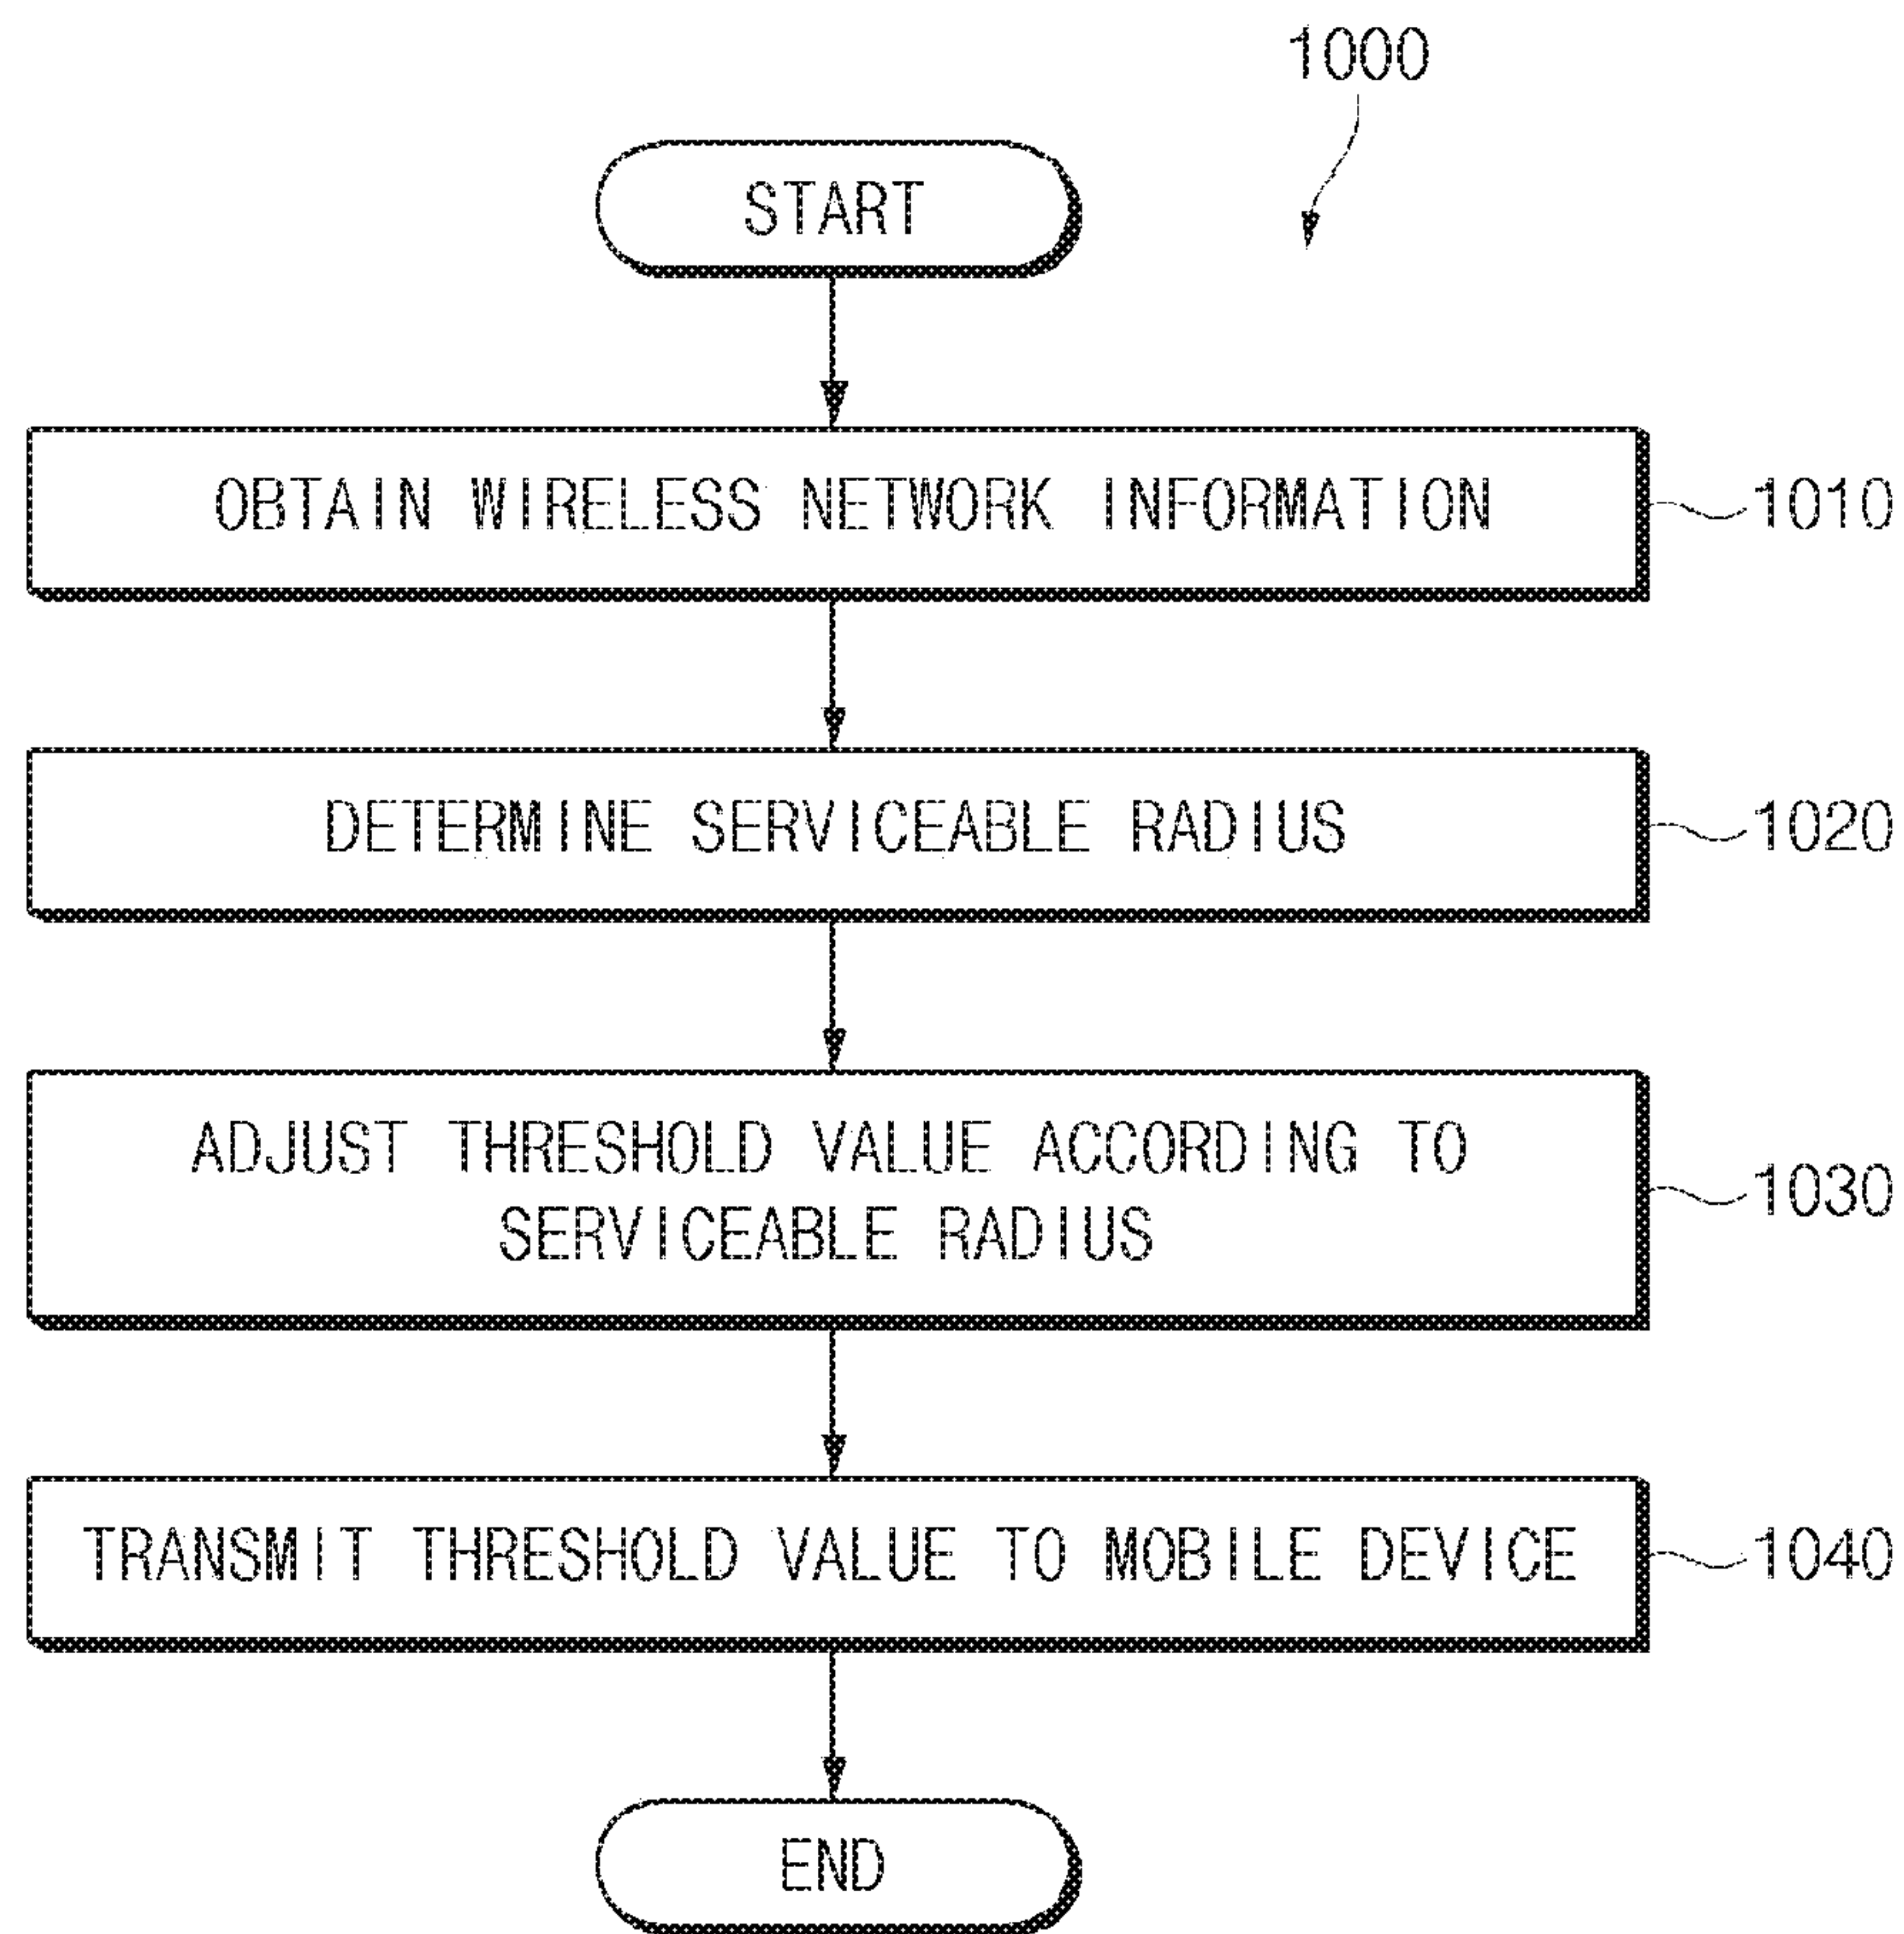 1000
START
OBTAIN WIRELESS NETWORK INFORMATION
1010
DETERMINE SERVICEABLE RADIUS
1020
ADJUST THRESHOLD VALUE ACCORDING TO
SERVICEABLE RADIUS
1030
TRANSMIT THRESHOLD VALUE TO MOBILE DEVICE
1040
END